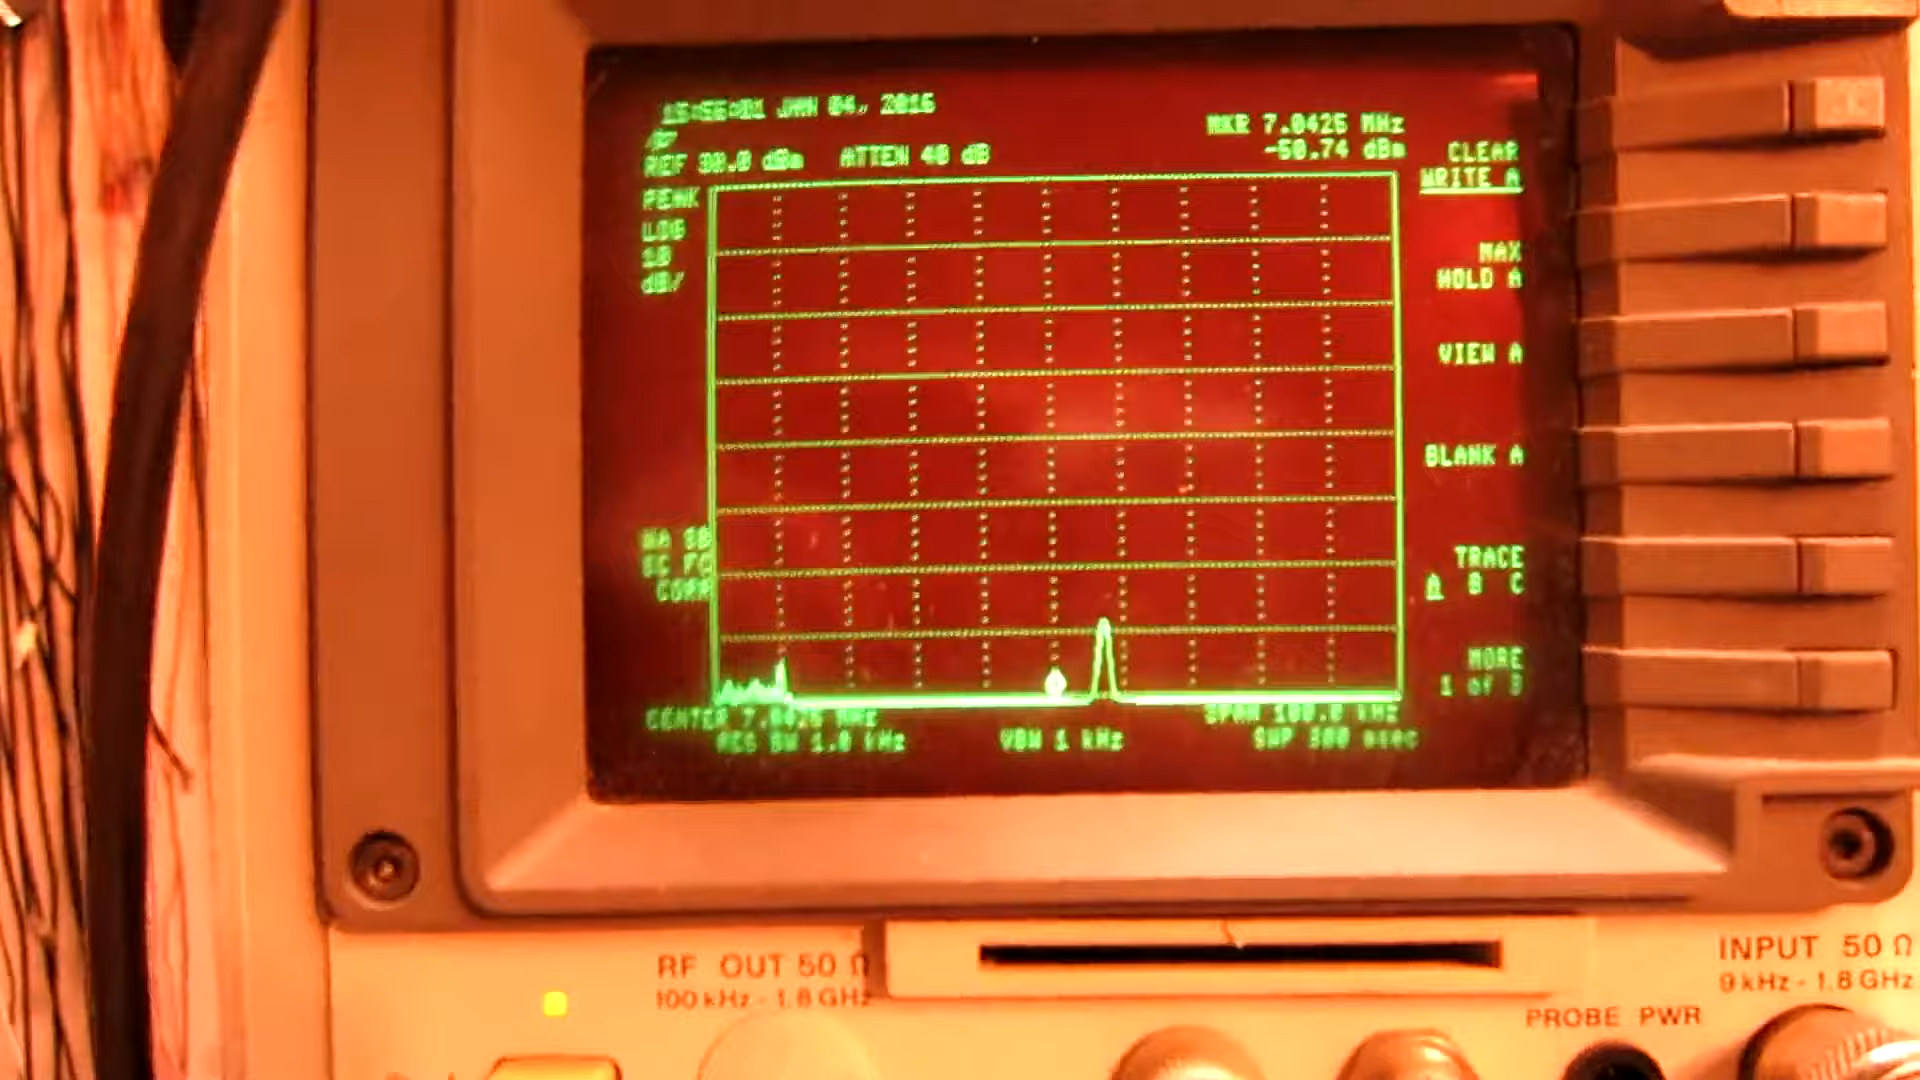 15:56:01 JAN 04, 2016
REF 30.0 dBm ATTEN 40 dB
MKR 7.0425 MHz
-50.74 dBm
PEAK
LOG
10
dB/
WA SB
SC FC
CORR
CENTER 7.0425 MHz
SPAN 100.0 kHz
RES BW 1.0 kHz
VBW 1 kHz
SWP 300 msec
CLEAR
WRITE A
MAX
HOLD A
VIEW A
BLANK A
TRACE
A B C
MORE
1 of 3
RF OUT 50 Ω
100 kHz - 1.8 GHz
INPUT 50 Ω
9 kHz - 1.8 GHz
PROBE PWR